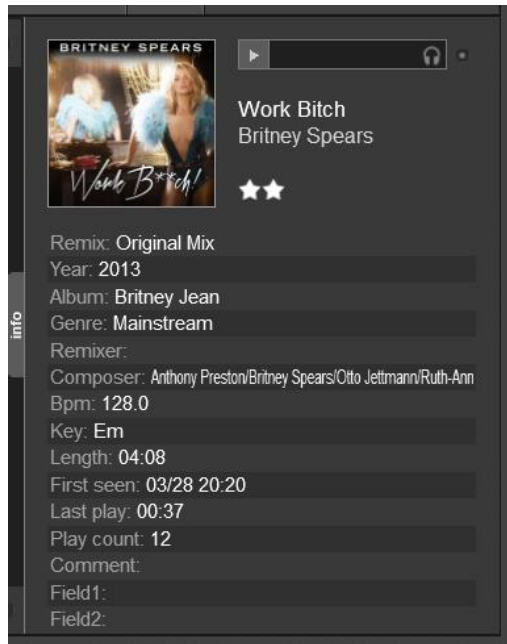 BRITNEY SPEARS
Work B**ch!
Work Bitch
Britney Spears
Remix: Original Mix
Year: 2013
Album: Britney Jean
Genre: Mainstream
info
Remixer:
Composer: Anthony Preston/Britney Spears/Otto Jettmann/Ruth-Ann
Bpm: 128.0
Key: Em
Length: 04:08
First seen: 03/28 20:20
Last play: 00:37
Play count: 12
Comment:
Field1:
Field2: